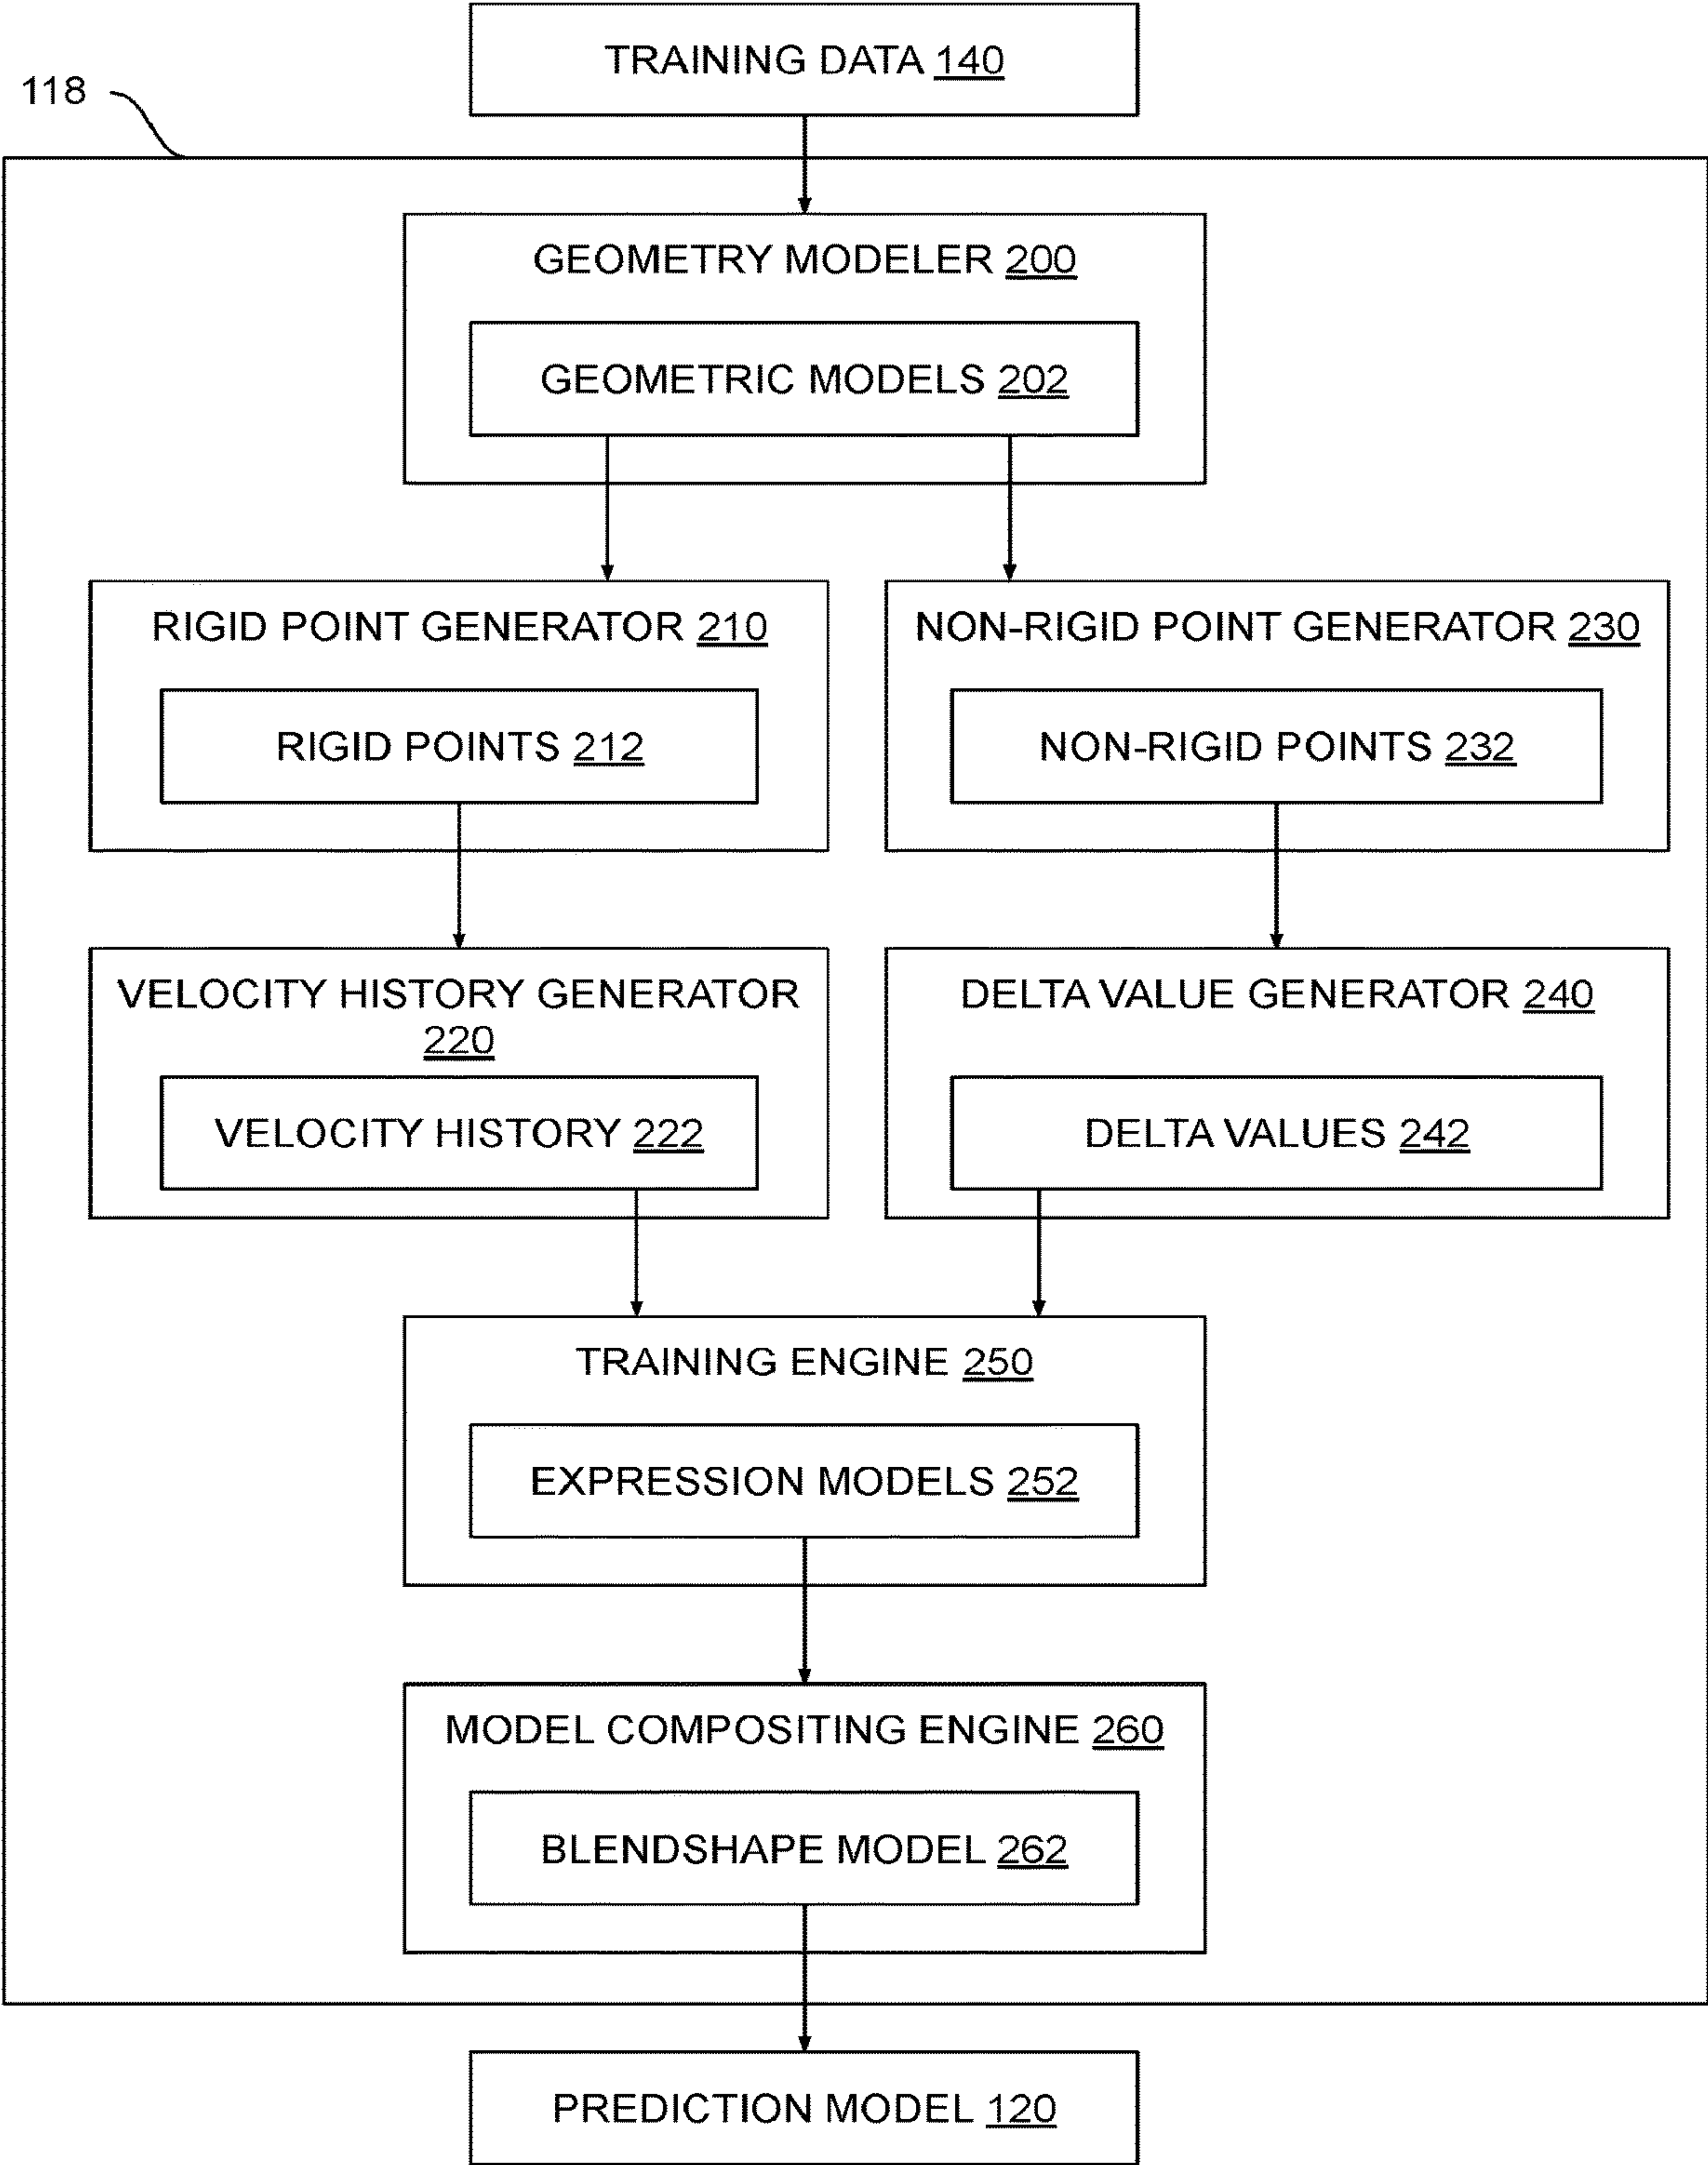 TRAINING DATA 140
118
GEOMETRY MODELER 200
GEOMETRIC MODELS 202
RIGID POINT GENERATOR 210
RIGID POINTS 212
NON-RIGID POINT GENERATOR 230
NON-RIGID POINTS 232
VELOCITY HISTORY GENERATOR
220
VELOCITY HISTORY 222
DELTA VALUE GENERATOR 240
DELTA VALUES 242
TRAINING ENGINE 250
EXPRESSION MODELS 252
MODEL COMPOSITING ENGINE 260
BLENDSHAPE MODEL 262
PREDICTION MODEL 120